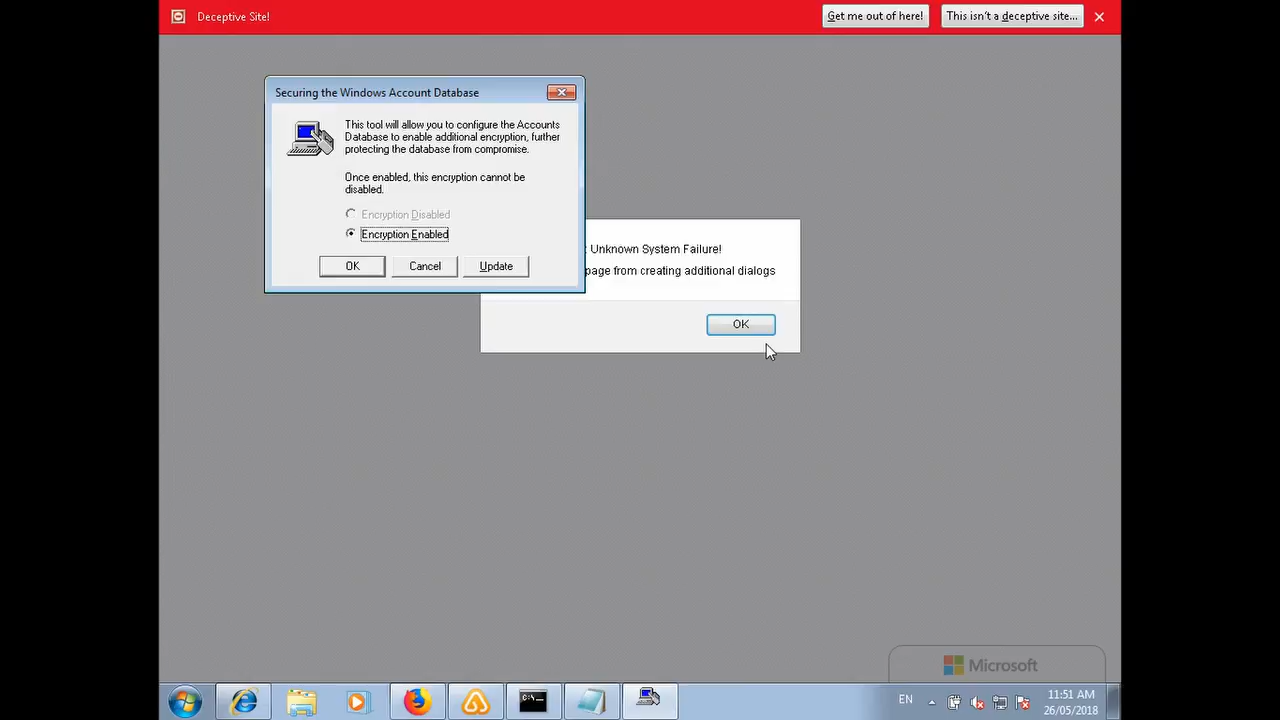 Deceptive Site!
Get me out of here!
This isn't a deceptive site...
Securing the Windows Account Database
This tool will allow you to configure the Accounts
Database to enable additional encryption, further
protecting the database from compromise.
Once enabled, this encryption cannot be
disabled.
Encryption Disabled
Encryption Enabled
OK
Cancel
Update
Unknown System Failure!
page from creating additional dialogs
OK
Microsoft
C:\.
EN
11:51 AM
26/05/2018